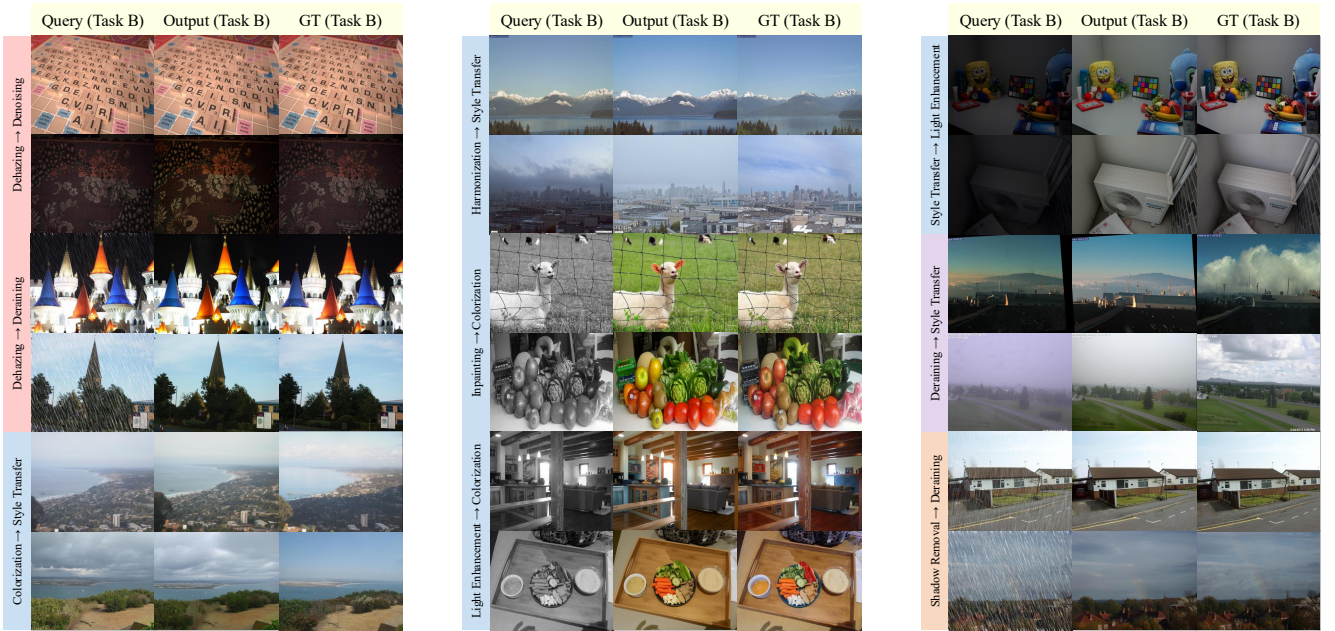 Query (Task B) Output (Task B) GT (Task B)
Dehazing → Denoising
Dehazing → Deraining
Colorization → Style Transfer
Query (Task B) Output (Task B) GT (Task B)
Harmonization → Style Transfer
Inpainting → Colorization
Light Enhancement → Colorization
Query (Task B) Output (Task B) GT (Task B)
Style Transfer → Light Enhancement
Deraining → Style Transfer
Shadow Removal → Deraining